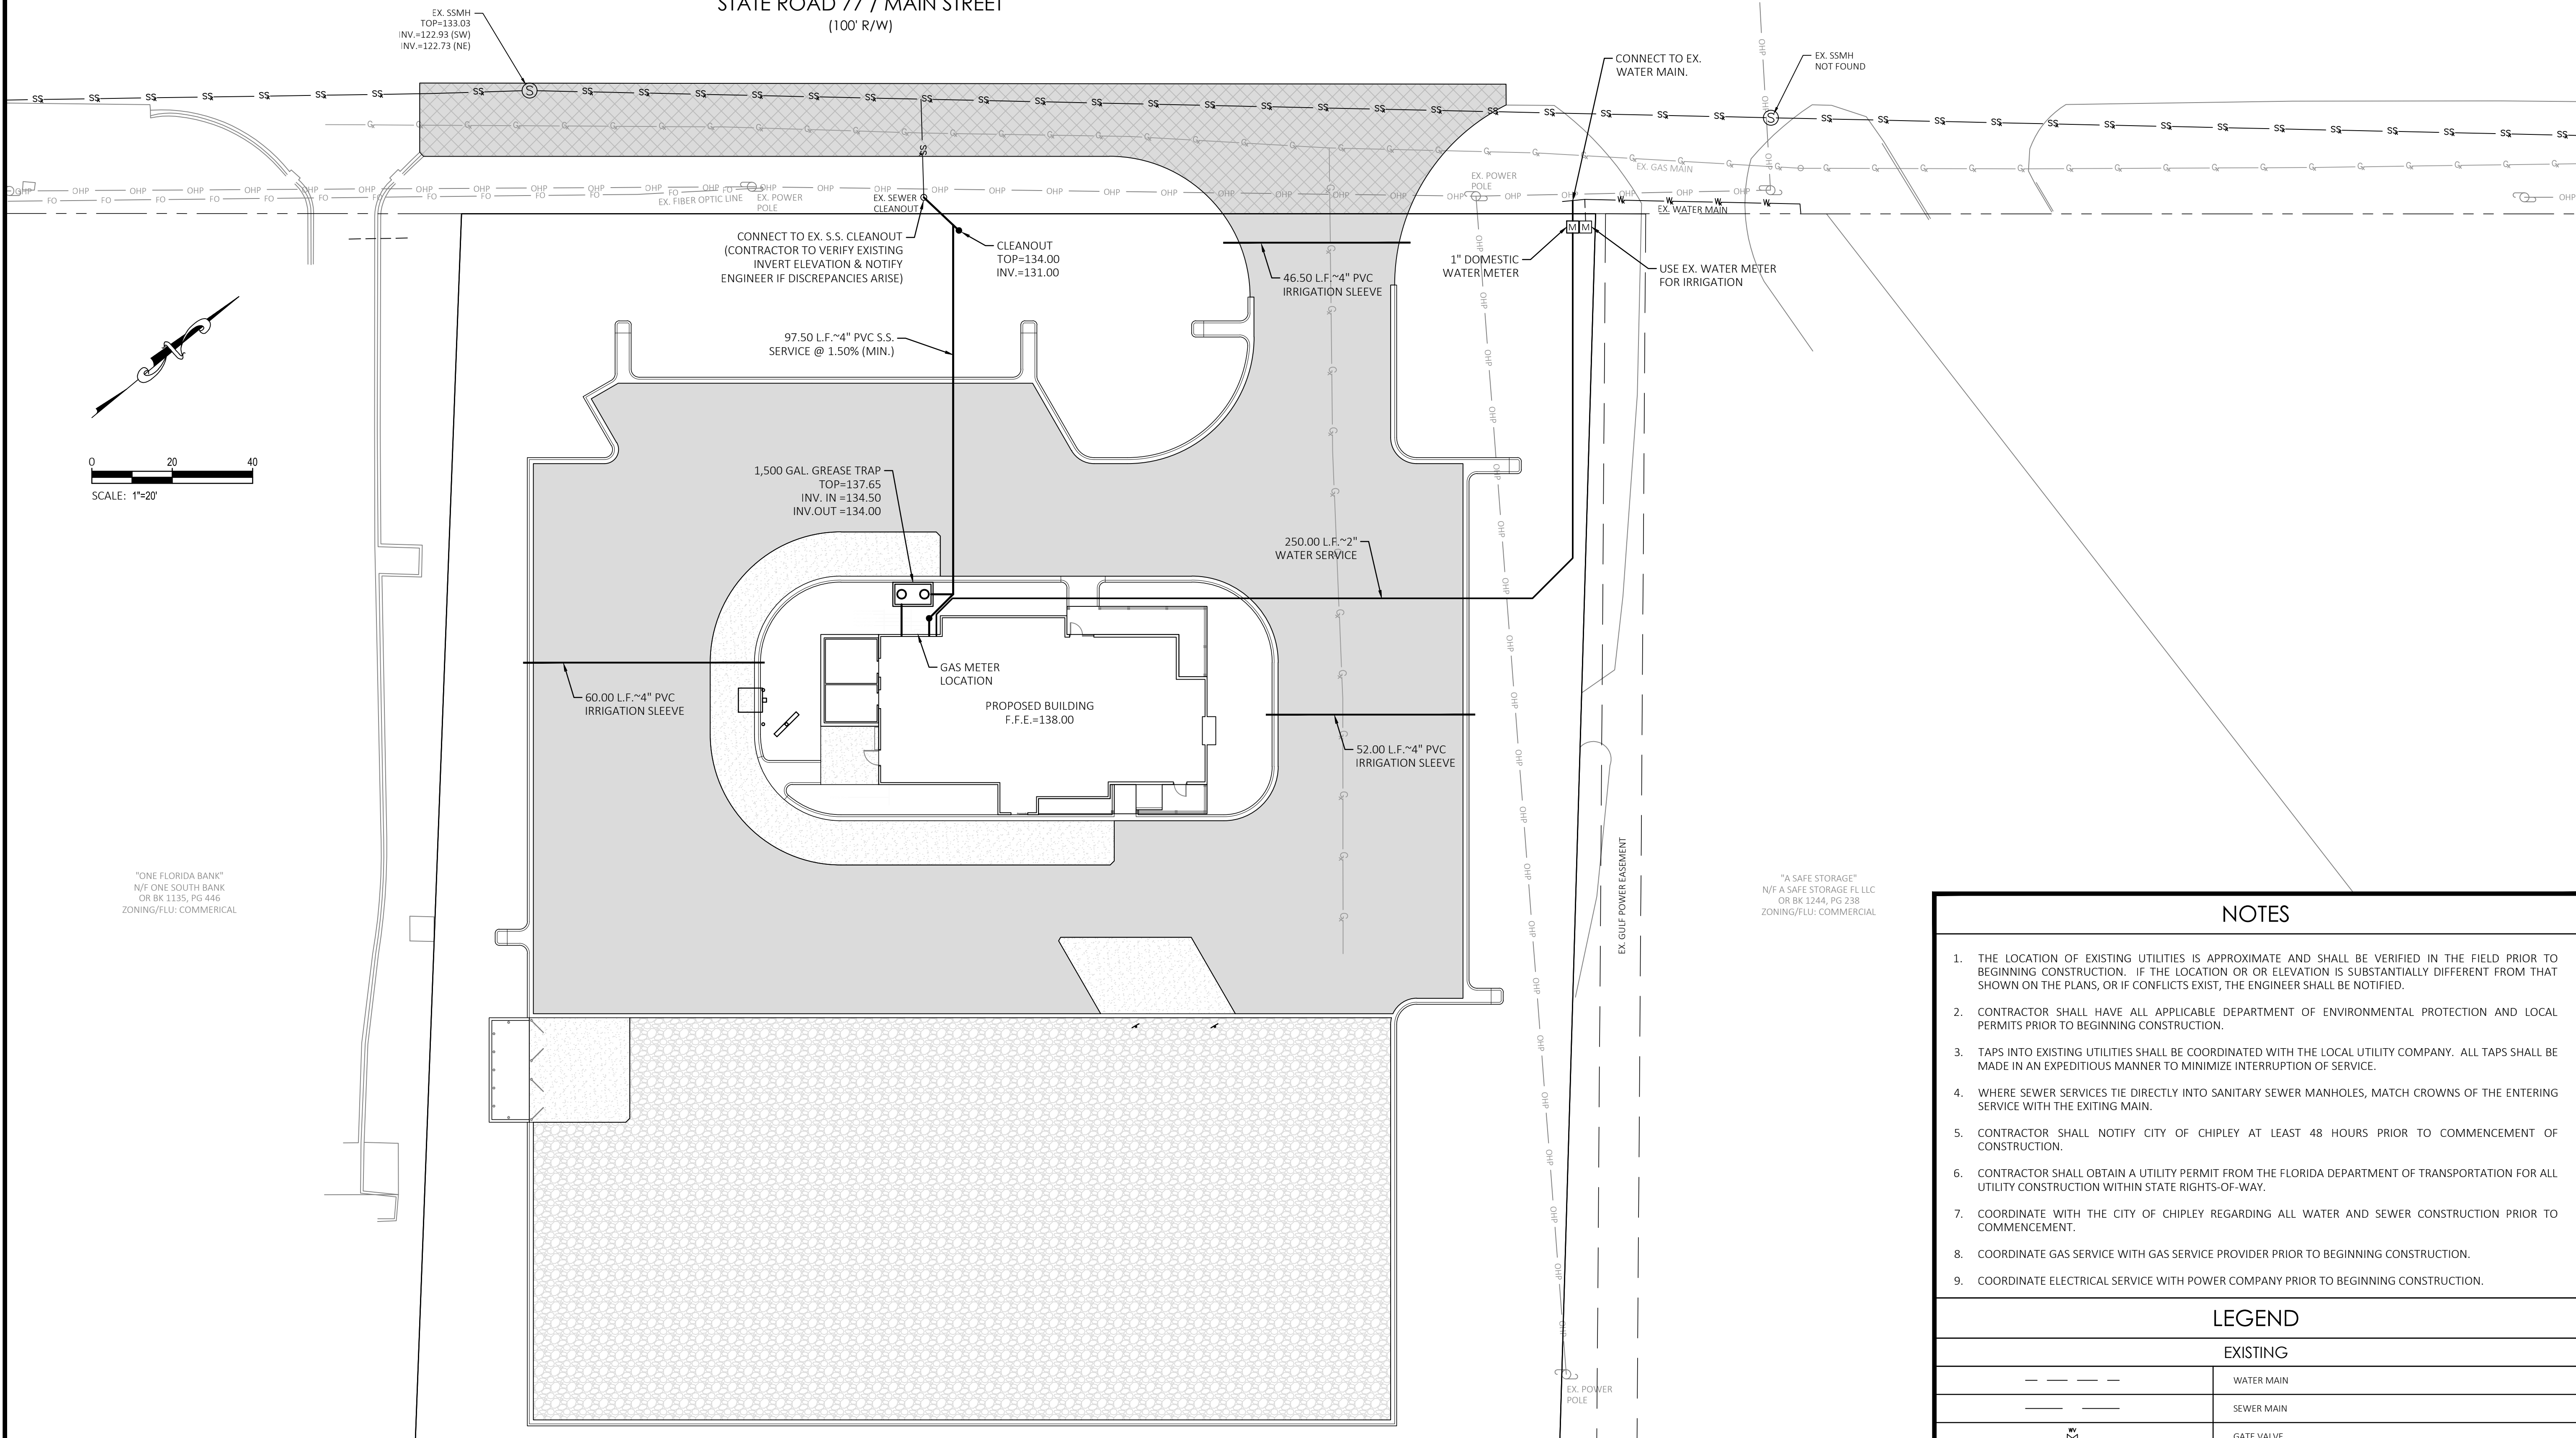 STATE ROAD 77 / MAIN STREET
(100' R/W)
EX. SSMH
TOP=133.03
INV.=122.93 (SW)
INV.=122.73 (NE)
CONNECT TO EX.
WATER MAIN.
EX. SSMH
NOT FOUND
EX. GAS MAIN
EX. FIBER OPTIC LINE
EX. POWER
POLE
EX. SEWER
CLEANOUT
EX. POWER
POLE
EX. WATER MAIN
CONNECT TO EX. S.S. CLEANOUT
(CONTRACTOR TO VERIFY EXISTING
INVERT ELEVATION & NOTIFY
ENGINEER IF DISCREPANCIES ARISE)
CLEANOUT
TOP=134.00
INV.=131.00
46.50 L.F.~4" PVC
IRRIGATION SLEEVE
1" DOMESTIC
WATER METER
M M
USE EX. WATER METER
FOR IRRIGATION
97.50 L.F.~4" PVC S.S.
SERVICE @ 1.50% (MIN.)
0 20 40
SCALE: 1"=20'
1,500 GAL. GREASE TRAP
TOP=137.65
INV. IN =134.50
INV.OUT =134.00
250.00 L.F.~2"
WATER SERVICE
GAS METER
LOCATION
60.00 L.F.~4" PVC
IRRIGATION SLEEVE
PROPOSED BUILDING
F.F.E.=138.00
52.00 L.F.~4" PVC
IRRIGATION SLEEVE
"ONE FLORIDA BANK"
N/F ONE SOUTH BANK
OR BK 1135, PG 446
ZONING/FLU: COMMERICAL
EX. GULF POWER EASEMENT
"A SAFE STORAGE"
N/F A SAFE STORAGE FL LLC
OR BK 1244, PG 238
ZONING/FLU: COMMERCIAL
EX. POWER
POLE
NOTES
1. THE LOCATION OF EXISTING UTILITIES IS APPROXIMATE AND SHALL BE VERIFIED IN THE FIELD PRIOR TO
BEGINNING CONSTRUCTION. IF THE LOCATION OR OR ELEVATION IS SUBSTANTIALLY DIFFERENT FROM THAT
SHOWN ON THE PLANS, OR IF CONFLICTS EXIST, THE ENGINEER SHALL BE NOTIFIED.
2. CONTRACTOR SHALL HAVE ALL APPLICABLE DEPARTMENT OF ENVIRONMENTAL PROTECTION AND LOCAL
PERMITS PRIOR TO BEGINNING CONSTRUCTION.
3. TAPS INTO EXISTING UTILITIES SHALL BE COORDINATED WITH THE LOCAL UTILITY COMPANY. ALL TAPS SHALL BE
MADE IN AN EXPEDITIOUS MANNER TO MINIMIZE INTERRUPTION OF SERVICE.
4. WHERE SEWER SERVICES TIE DIRECTLY INTO SANITARY SEWER MANHOLES, MATCH CROWNS OF THE ENTERING
SERVICE WITH THE EXITING MAIN.
5. CONTRACTOR SHALL NOTIFY CITY OF CHIPLEY AT LEAST 48 HOURS PRIOR TO COMMENCEMENT OF
CONSTRUCTION.
6. CONTRACTOR SHALL OBTAIN A UTILITY PERMIT FROM THE FLORIDA DEPARTMENT OF TRANSPORTATION FOR ALL
UTILITY CONSTRUCTION WITHIN STATE RIGHTS-OF-WAY.
7. COORDINATE WITH THE CITY OF CHIPLEY REGARDING ALL WATER AND SEWER CONSTRUCTION PRIOR TO
COMMENCEMENT.
8. COORDINATE GAS SERVICE WITH GAS SERVICE PROVIDER PRIOR TO BEGINNING CONSTRUCTION.
9. COORDINATE ELECTRICAL SERVICE WITH POWER COMPANY PRIOR TO BEGINNING CONSTRUCTION.
LEGEND
EXISTING
WATER MAIN
SEWER MAIN
WV
GATE VALVE